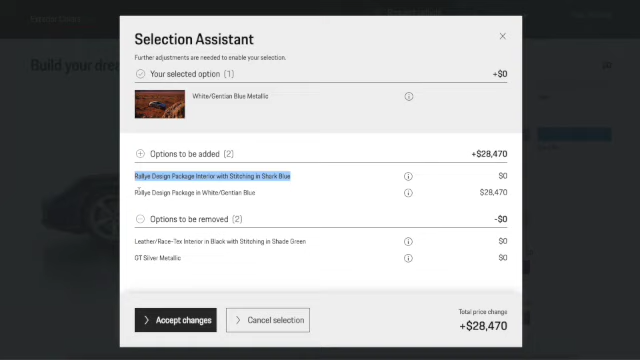 Build your drea
Selection Assistant
Further adjustments are needed to enable your selection.
Your selected option (1) +$0
White/Gentian Blue Metallic
Options to be added (2) +$28,470
Rallye Design Package Interior with Stitching in Shark Blue $0
Rallye Design Package in White/Gentian Blue $28,470
Options to be removed (2) -$0
Leather/Race-Tex Interior in Black with Stitching in Shade Green $0
GT Silver Metallic $0
Accept changes
Cancel selection
Total price change
+$28,470